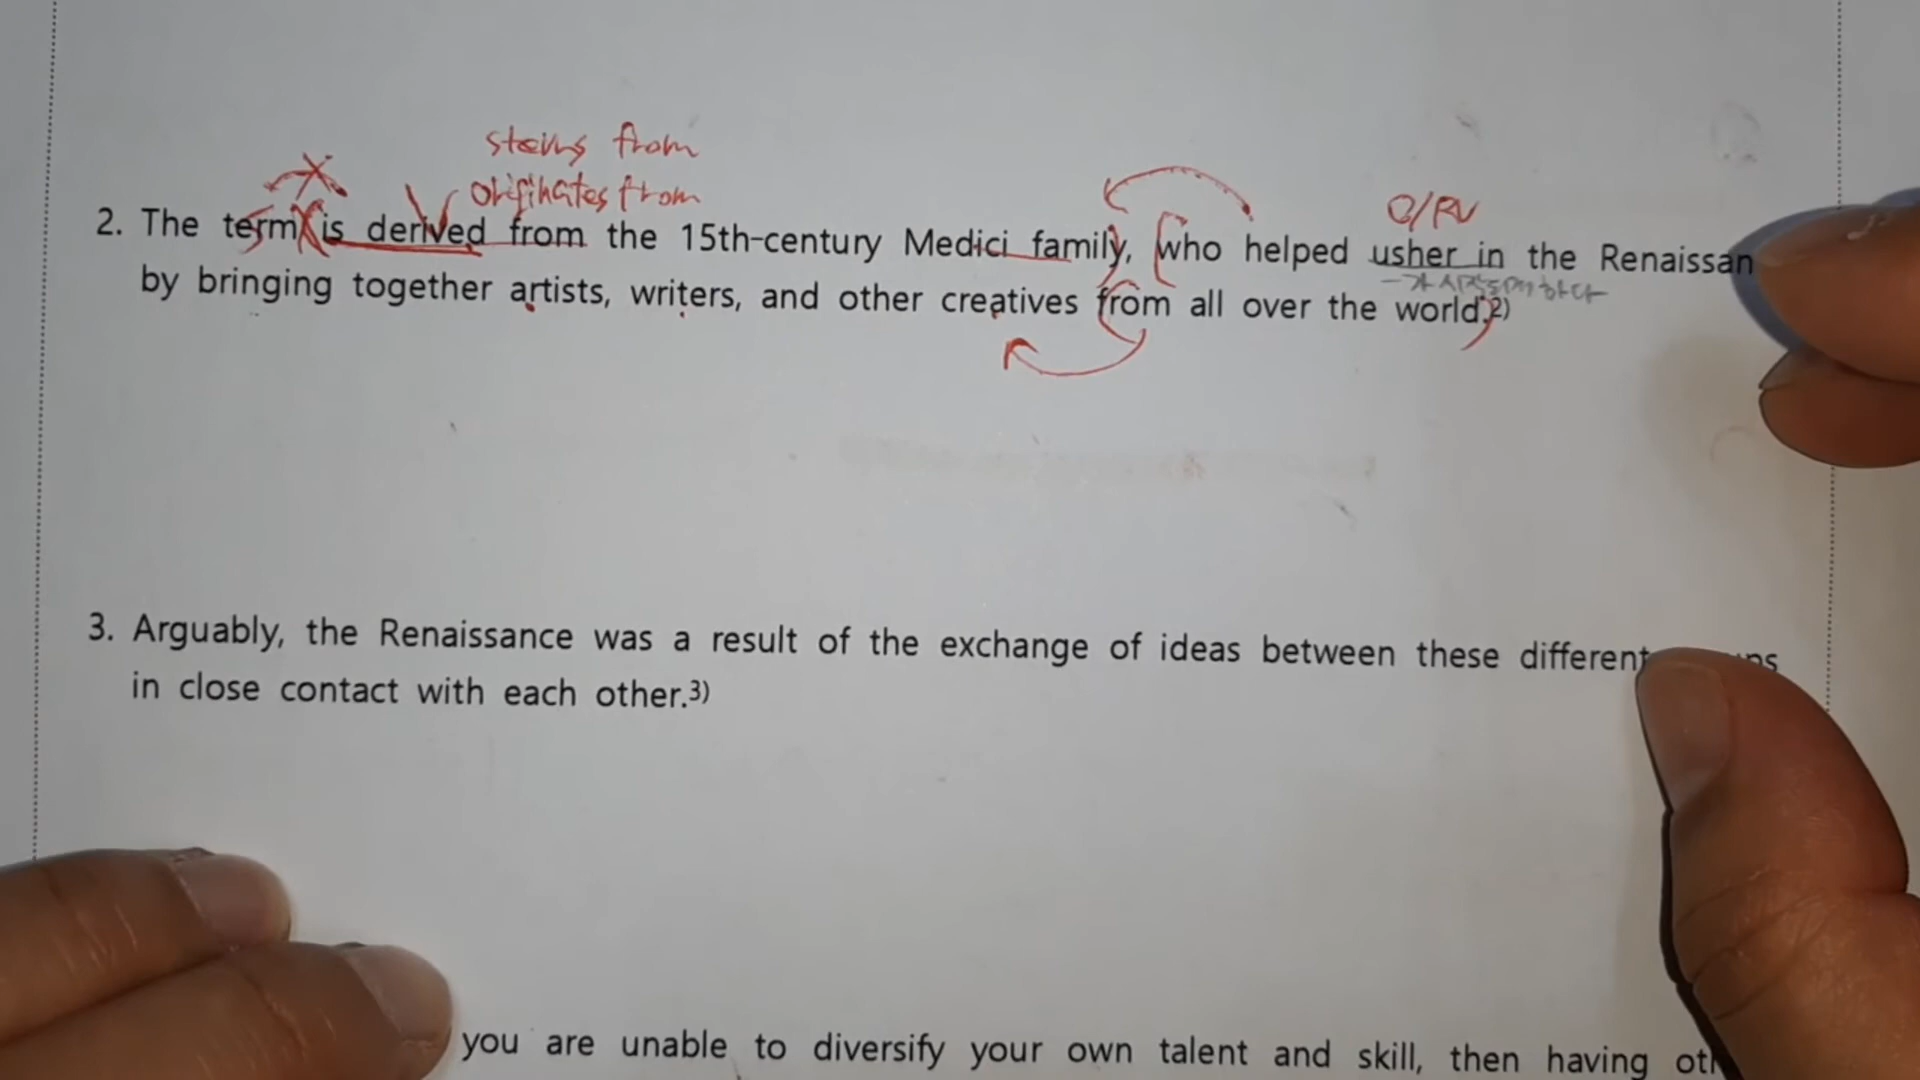 stems from
originates from
O/RV
2. The term is derived from the 15th-century Medici family, who helped usher in the Renaissan
by bringing together artists, writers, and other creatives from all over the world.2)
3. Arguably, the Renaissance was a result of the exchange of ideas between these different
in close contact with each other.3)
you are unable to diversify your own talent and skill, then having